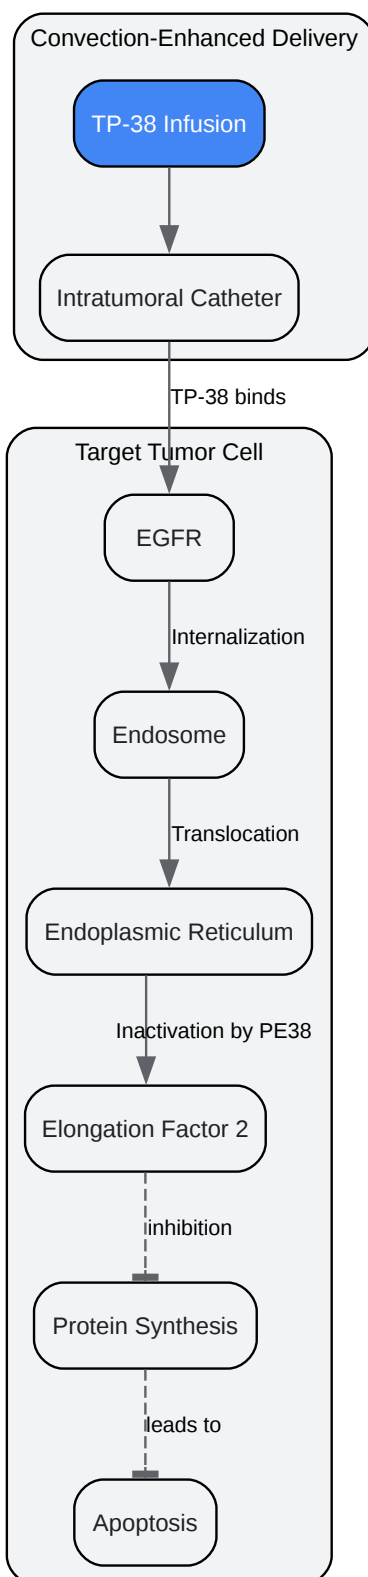 Convection-Enhanced Delivery
TP-38 Infusion
Intratumoral Catheter
TP-38 binds
Target Tumor Cell
EGFR
Internalization
Endosome
Translocation
Endoplasmic Reticulum
Inactivation by PE38
Elongation Factor 2
inhibition
Protein Synthesis
leads to
Apoptosis